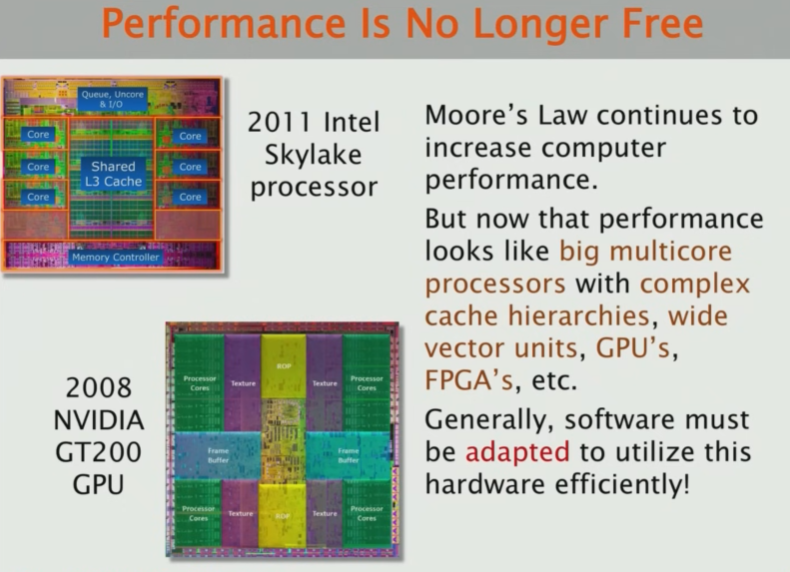 Performance Is No Longer Free
Queue, Uncore
& I/O
Core
Core
Core
Shared
L3 Cache
Core
Core
Core
Memory Controller
2011 Intel
Skylake
processor
Moore's Law continues to
increase computer
performance.
But now that performance
looks like big multicore
processors with complex
cache hierarchies, wide
vector units, GPU's,
FPGA's, etc.
Generally, software must
be adapted to utilize this
hardware efficiently!
2008
NVIDIA
GT200
GPU
Processor
Cores
Texture
ROP
Texture
Processor
Cores
Frame
Buffer
Frame
Buffer
Processor
Cores
Texture
ROP
Texture
Processor
Cores